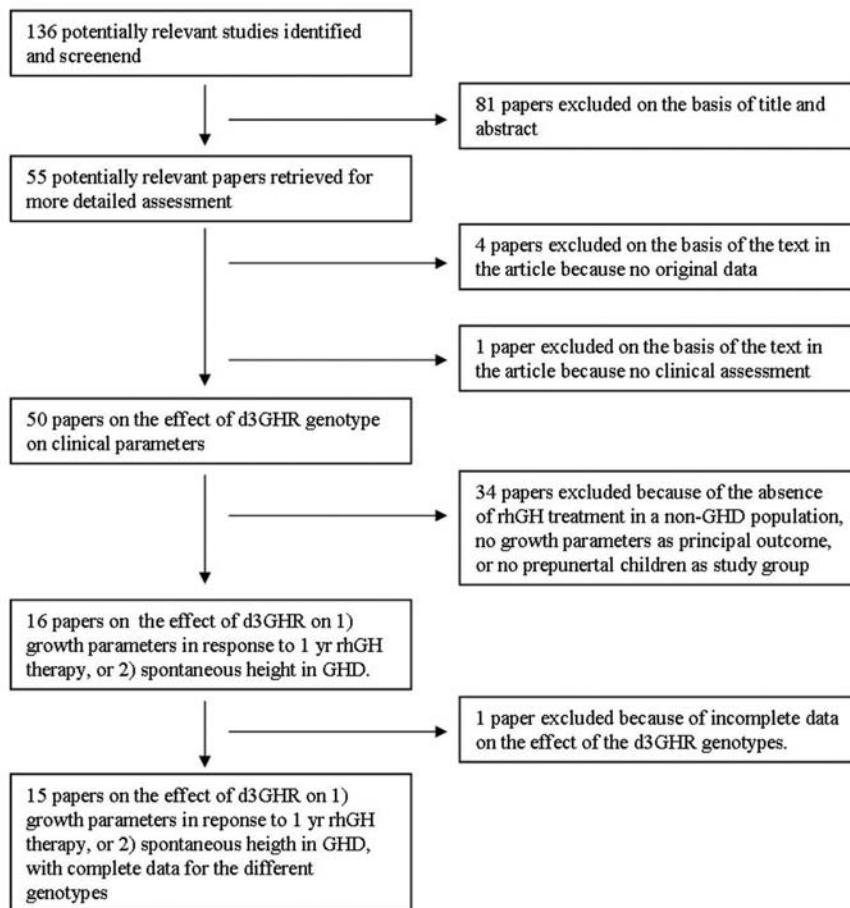 136 potentially relevant studies identified
and screenend
81 papers excluded on the basis of title and
abstract
55 potentially relevant papers retrieved for
more detailed assessment
4 papers excluded on the basis of the text in
the article because no original data
1 paper excluded on the basis of the text in
the article because no clinical assessment
50 papers on the effect of d3GHR genotype
on clinical parameters
34 papers excluded because of the absence
of rhGH treatment in a non-GHD population,
no growth parameters as principal outcome,
or no prepunertal children as study group
16 papers on the effect of d3GHR on 1)
growth parameters in response to 1 yr rhGH
therapy, or 2) spontaneous height in GHD.
1 paper excluded because of incomplete data
on the effect of the d3GHR genotypes.
15 papers on the effect of d3GHR on 1)
growth parameters in reponse to 1 yr rhGH
therapy, or 2) spontaneous heigth in GHD,
with complete data for the different
genotypes